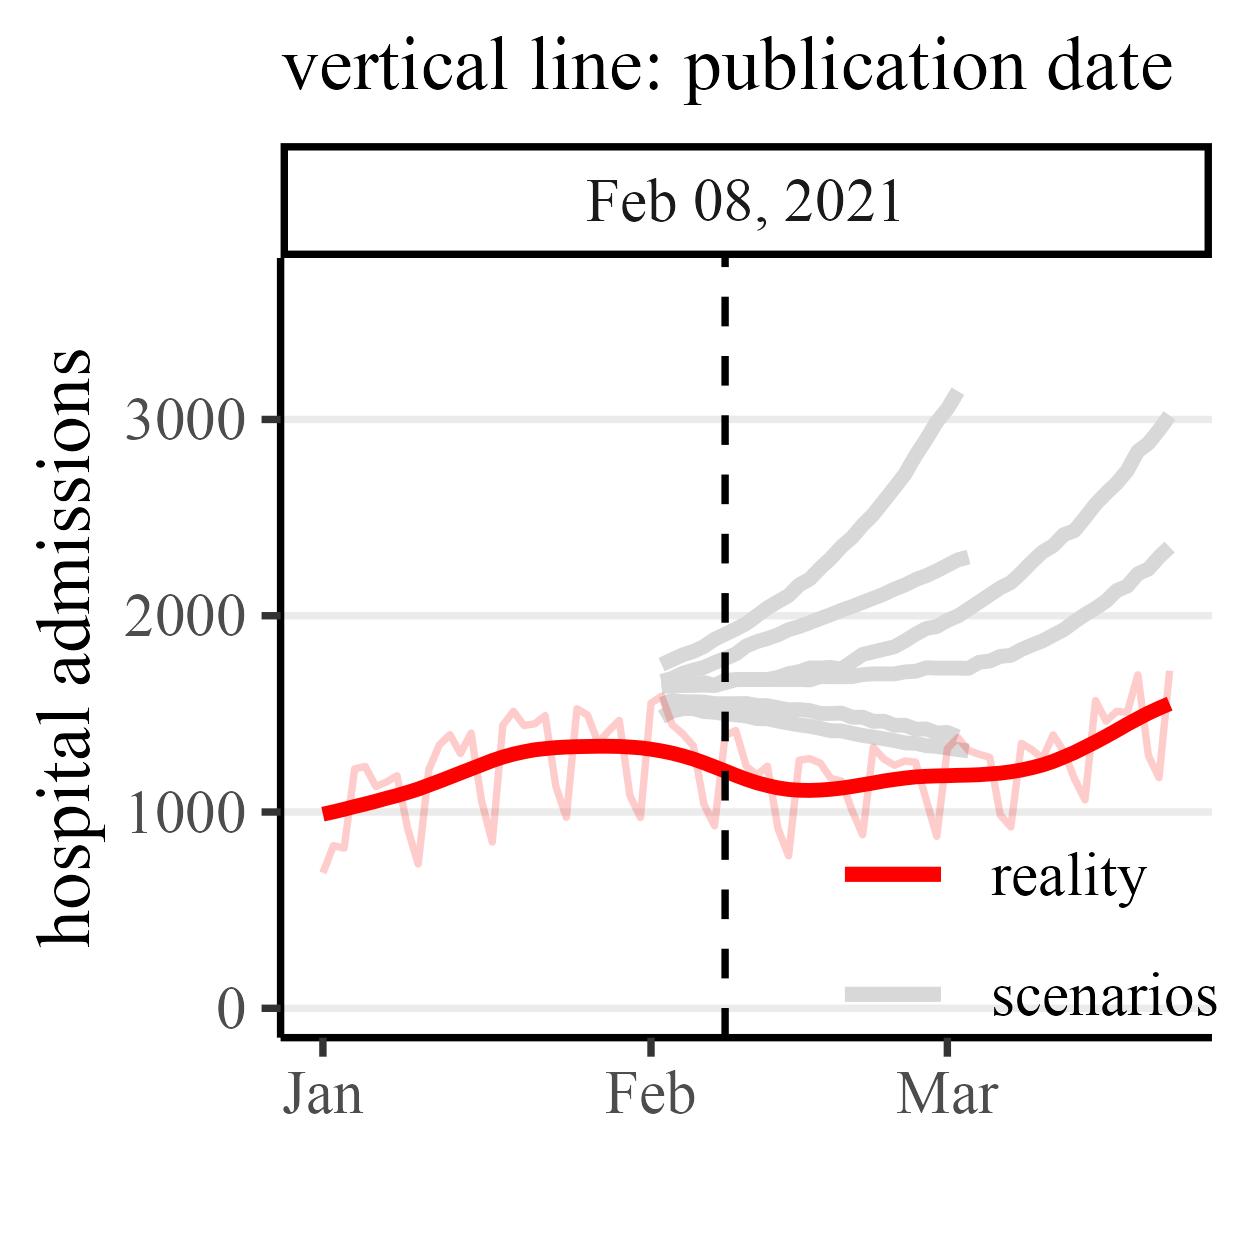 vertical line: publication date
Feb 08, 2021
hospital admissions
3000
2000
1000
0
reality
scenarios
Jan Feb Mar